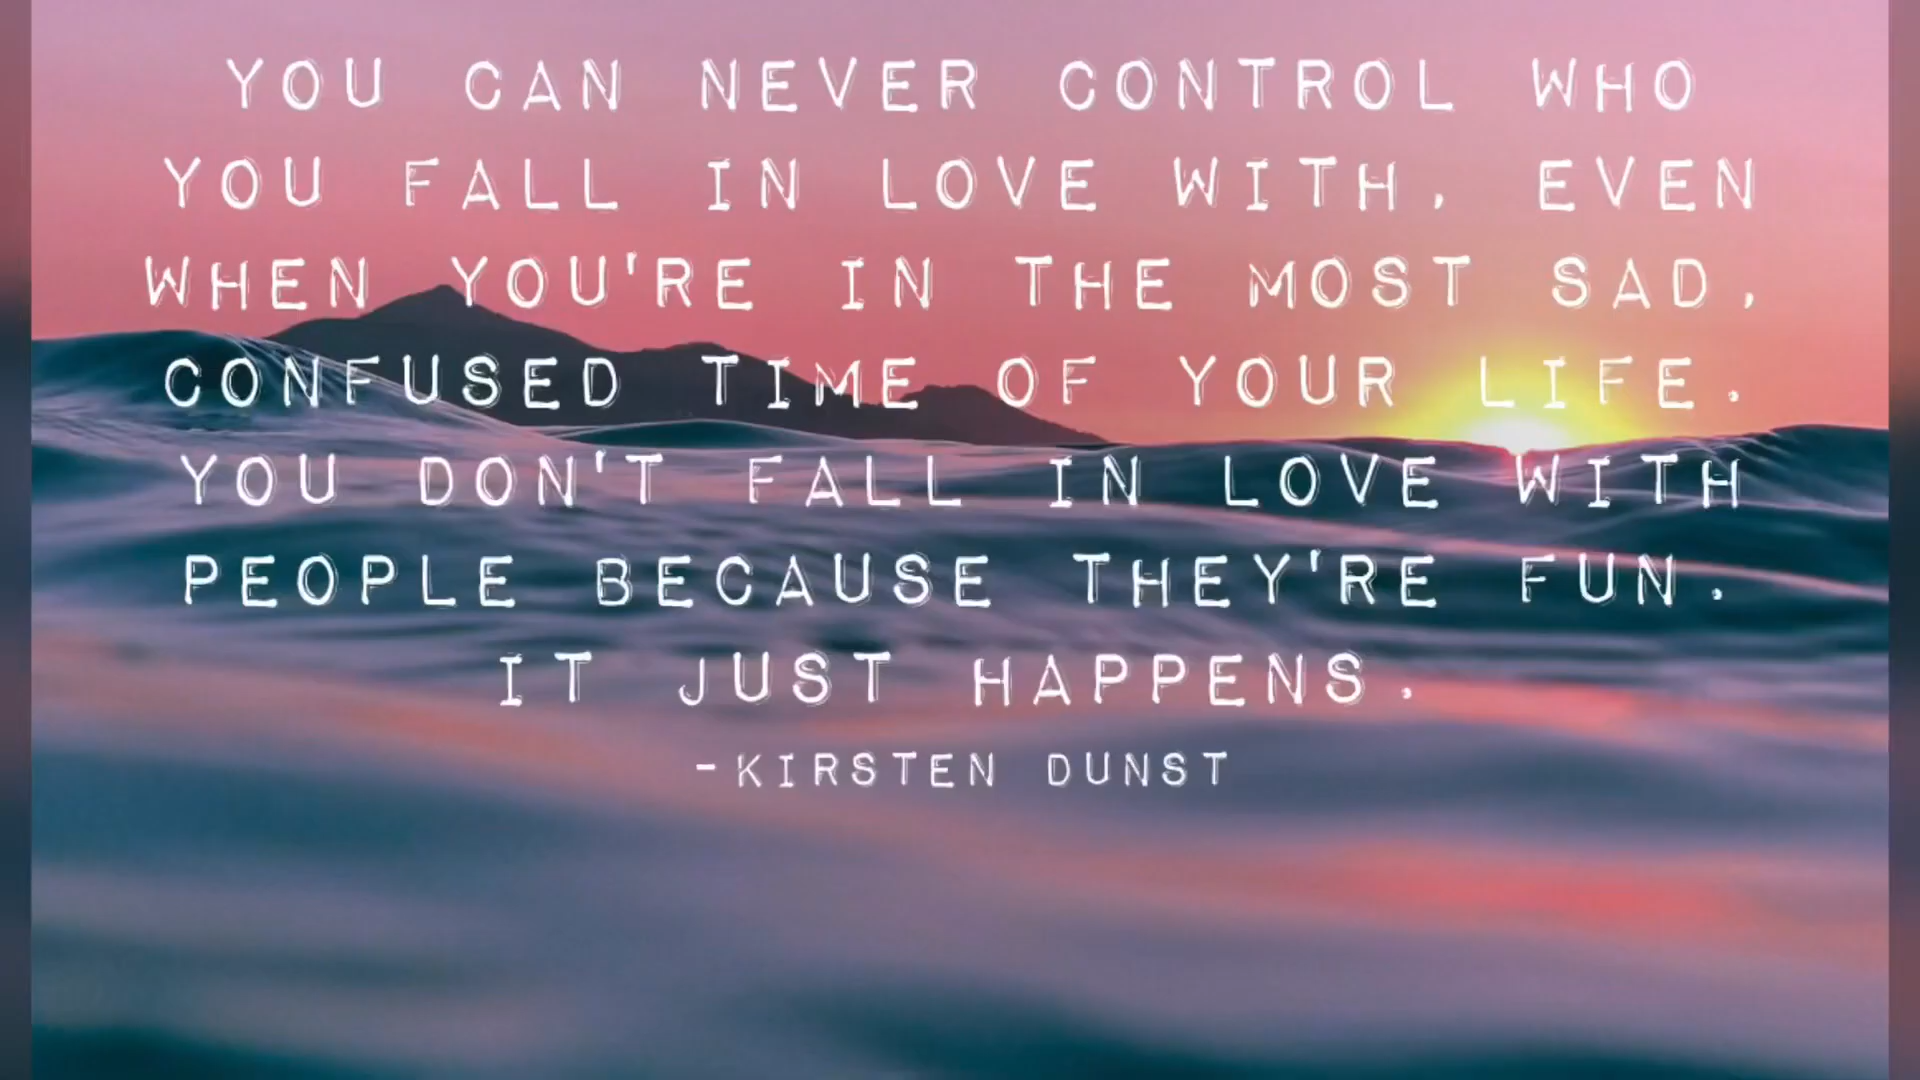 YOU CAN NEVER CONTROL WHO
YOU FALL IN LOVE WITH, EVEN
WHEN YOU'RE IN THE MOST SAD,
CONFUSED TIME OF YOUR LIFE.
YOU DON'T FALL IN LOVE WITH
PEOPLE BECAUSE THEY'RE FUN.
IT JUST HAPPENS.
-KIRSTEN DUNST